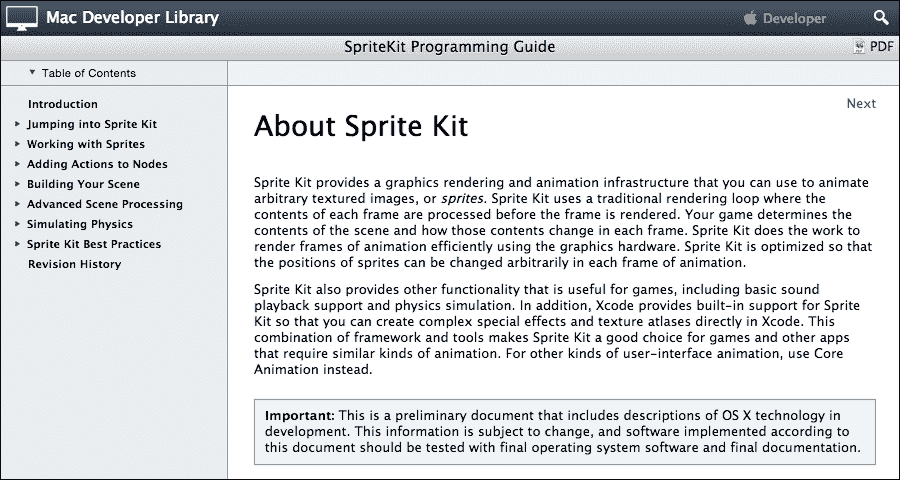 Mac Developer Library
Developer
SpriteKit Programming Guide
PDF
Table of Contents
Introduction
Jumping into Sprite Kit
Working with Sprites
Adding Actions to Nodes
Building Your Scene
Advanced Scene Processing
Simulating Physics
Sprite Kit Best Practices
Revision History
Next
About Sprite Kit
Sprite Kit provides a graphics rendering and animation infrastructure that you can use to animate
arbitrary textured images, or sprites. Sprite Kit uses a traditional rendering loop where the
contents of each frame are processed before the frame is rendered. Your game determines the
contents of the scene and how those contents change in each frame. Sprite Kit does the work to
render frames of animation efficiently using the graphics hardware. Sprite Kit is optimized so that
the positions of sprites can be changed arbitrarily in each frame of animation.
Sprite Kit also provides other functionality that is useful for games, including basic sound
playback support and physics simulation. In addition, Xcode provides built-in support for Sprite
Kit so that you can create complex special effects and texture atlases directly in Xcode. This
combination of framework and tools makes Sprite Kit a good choice for games and other apps
that require similar kinds of animation. For other kinds of user-interface animation, use Core
Animation instead.
Important: This is a preliminary document that includes descriptions of OS X technology in
development. This information is subject to change, and software implemented according to
this document should be tested with final operating system software and final documentation.